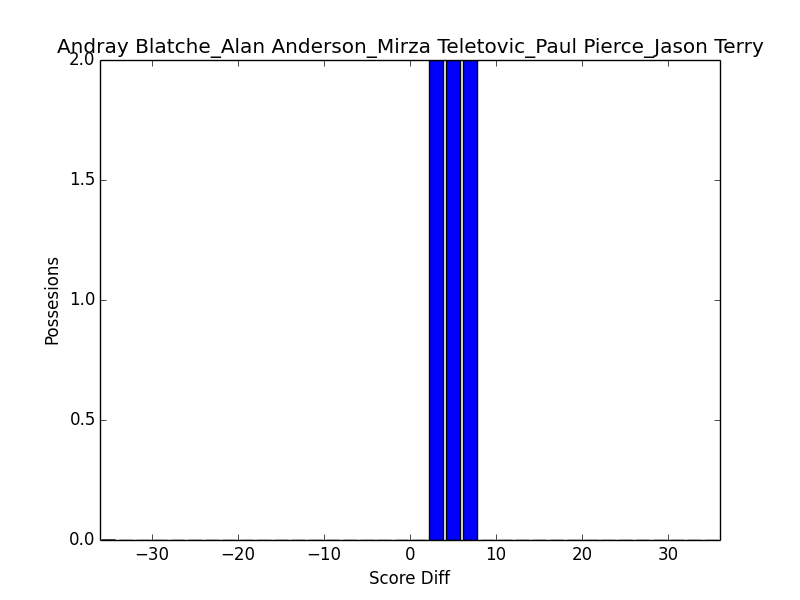 Andray Blatche_Alan Anderson_Mirza Teletovic_Paul Pierce_Jason Terry
2.0
1.5
1.0
0.5
0.0
Possesions
−30 −20 −10 0 10 20 30
Score Diff